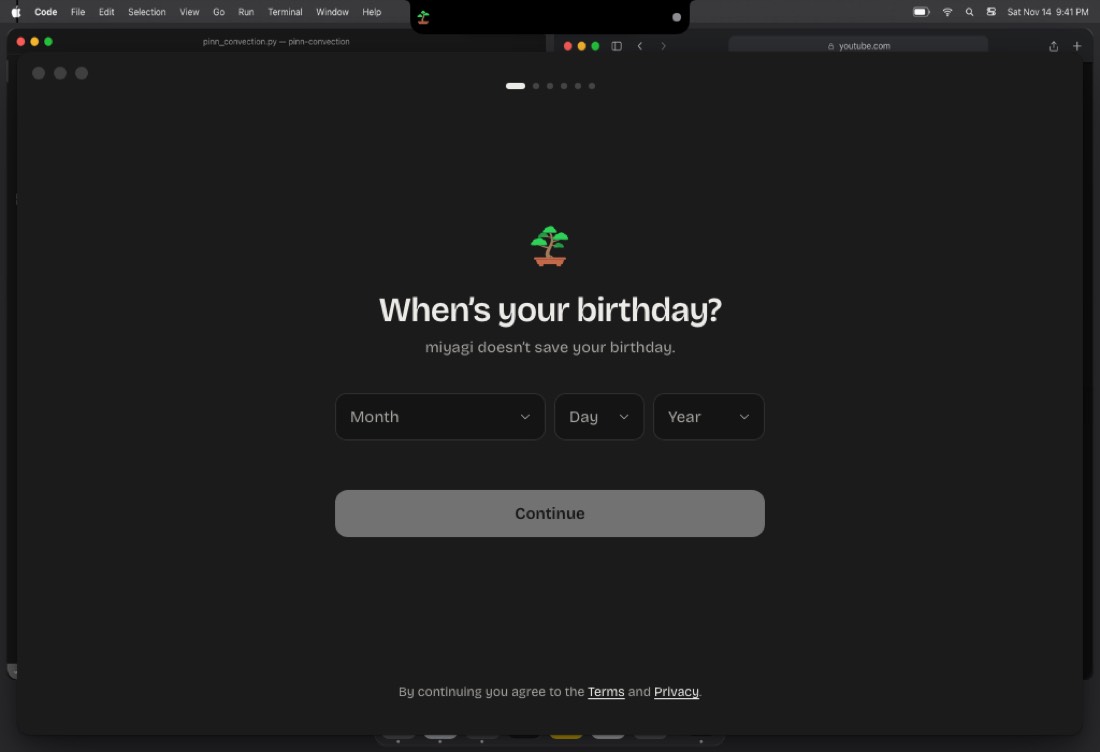 Code File Edit Selection View Go Run Terminal Window Help Sat Nov 14 9:41 PM
pinn_convection.py — pinn-convection
youtube.com
When's your birthday?
miyagi doesn't save your birthday.
Month Day Year
Continue
By continuing you agree to the Terms and Privacy.